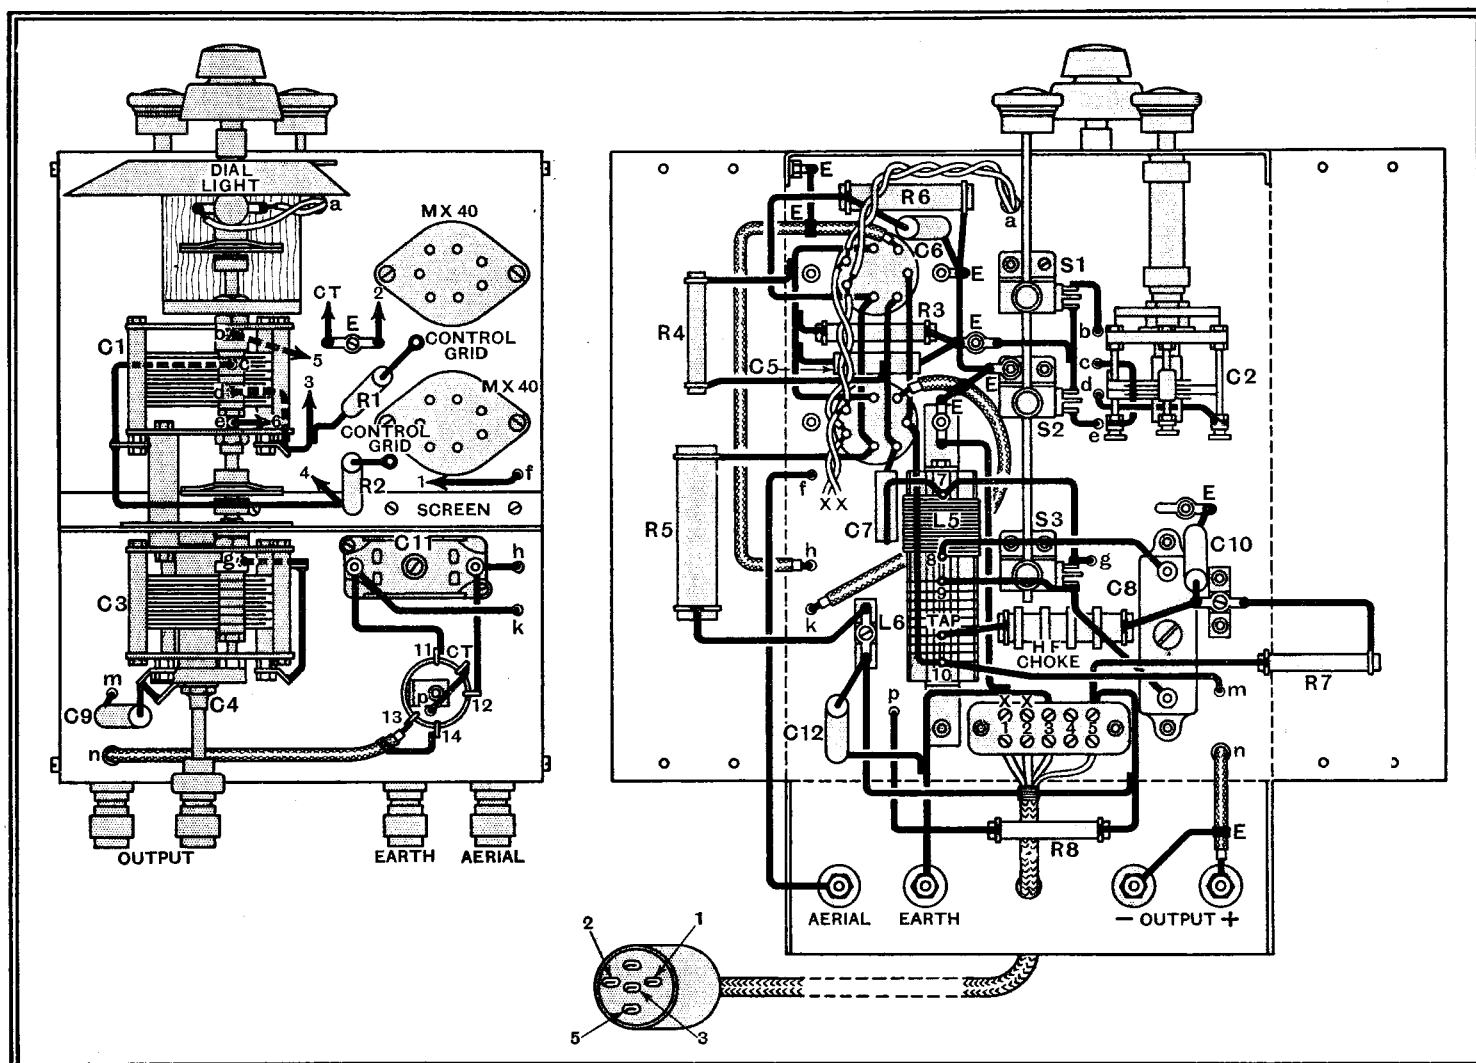 DIAL
LIGHT
a
MX 40
CT
2
E
CONTROL
GRID
C1
b
5
c
3
d
R1
MX 40
e
6
CONTROL
GRID
4
R2
1
f
SCREEN
C11
g
h
C3
k
11
CT
m
p
12
C9
C4
13
14
n
OUTPUT
EARTH
AERIAL
E
R6
a
E
C6
E
S1
R4
R3
E
b
C5
c
C2
E
d
E
S2
e
f
X X
7
R5
C7
L5
S3
E
C10
h
8
g
9
C8
k
L6
TAP
H F
CHOKE
R7
10
m
p
X X
C12
1 2 3 4 5
n
E
R8
AERIAL
EARTH
– OUTPUT +
2
1
5
3